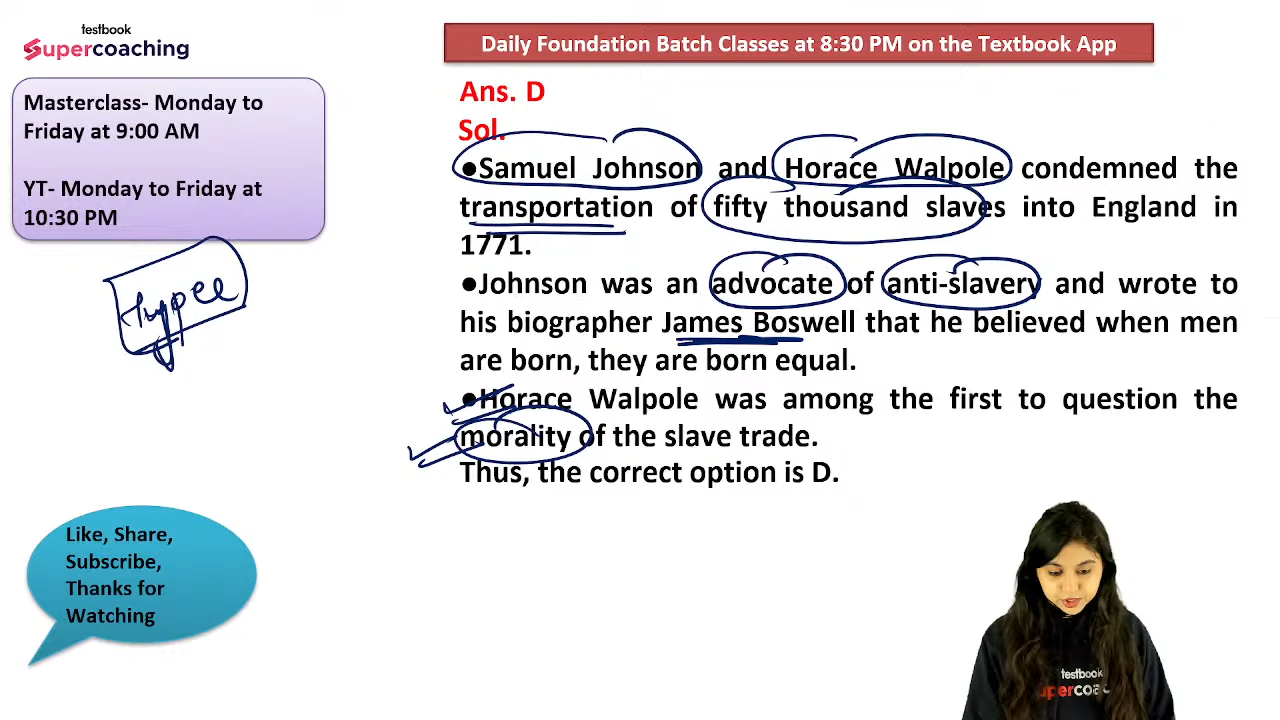 testbook
Supercoaching
Daily Foundation Batch Classes at 8:30 PM on the Textbook App
Masterclass- Monday to
Friday at 9:00 AM
YT- Monday to Friday at
10:30 PM
Ans. D
Sol.
●Samuel Johnson and Horace Walpole condemned the
transportation of fifty thousand slaves into England in
1771.
●Johnson was an advocate of anti-slavery and wrote to
his biographer James Boswell that he believed when men
are born, they are born equal.
●Horace Walpole was among the first to question the
morality of the slave trade.
Thus, the correct option is D.
Like, Share,
Subscribe,
Thanks for
Watching
testbook